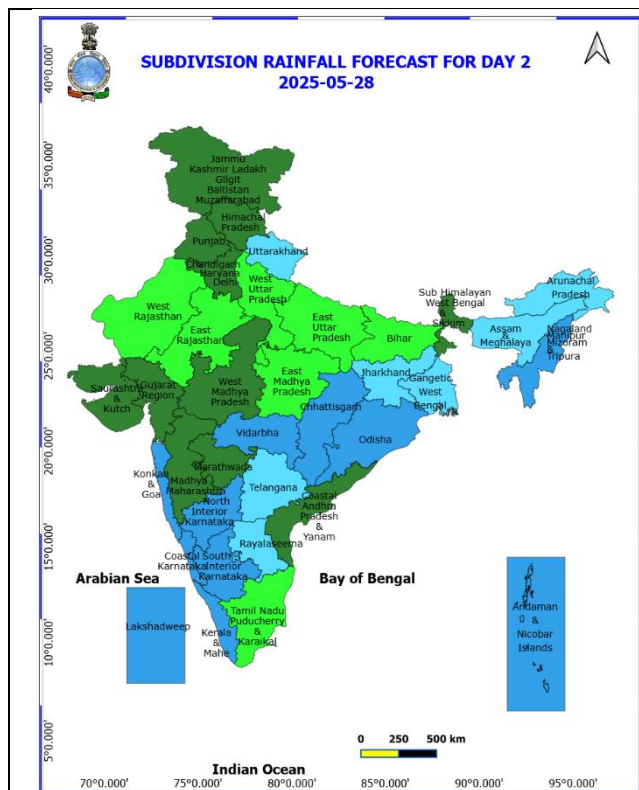 SUBDIVISION RAINFALL FORECAST FOR DAY 2
2025-05-28
40°0.000'
35°0.000'
30°0.000'
25°0.000'
20°0.000'
15°0.000'
10°0.000'
5°0.000'
Jammu
Kashmir Ladakh
Gilgit
Baltistan
Muzaffarabad
Himachal
Pradesh
Punjab
Uttarakhand
Chandigarh
Haryana
Delhi
West
Uttar
Pradesh
Arunachal
Pradesh
Sub Himalayan
West Bengal
&
Sikkim
West
Rajasthan
East
Rajasthan
East
Uttar
Pradesh
Bihar
Assam
&
Meghalaya
Nagaland
Manipur
Mizoram
&
Tripura
Saurashtra
&
Kutch
Gujarat
Region
West
Madhya
Pradesh
East
Madhya
Pradesh
Jharkhand
Gangetic
West
Bengal
Chhattisgarh
Vidarbha
Odisha
Konkan
&
Goa
Madhya
Maharashtra
Marathwada
Telangana
Coastal
Andhra
Pradesh
&
Yanam
North
Interior
Karnataka
Rayalaseema
Coastal
Karnataka
South
Interior
Karnataka
Arabian Sea
Bay of Bengal
Lakshadweep
Kerala
&
Mahe
Tamil Nadu
Puducherry
&
Karaikal
Andaman
&
Nicobar
Islands
0 250 500 km
Indian Ocean
70°0.000' 75°0.000' 80°0.000' 85°0.000' 90°0.000' 95°0.000'